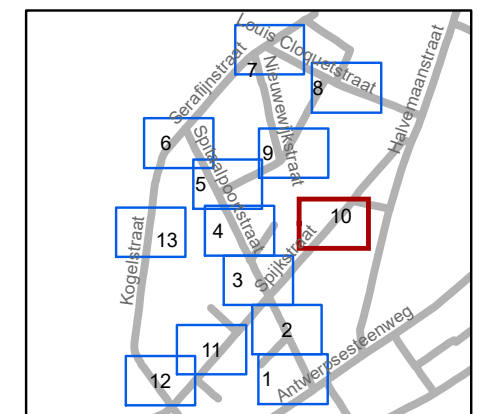 Louis Cloquetstraat
7
Serafijnstraat
Nieuwewijkstraat
8
Halvemaanstraat
6
9
Spitaalpoortstraat
5
10
4
13
Kogelstraat
Spijkstraat
3
2
11
Antwerpsesteenweg
12
1